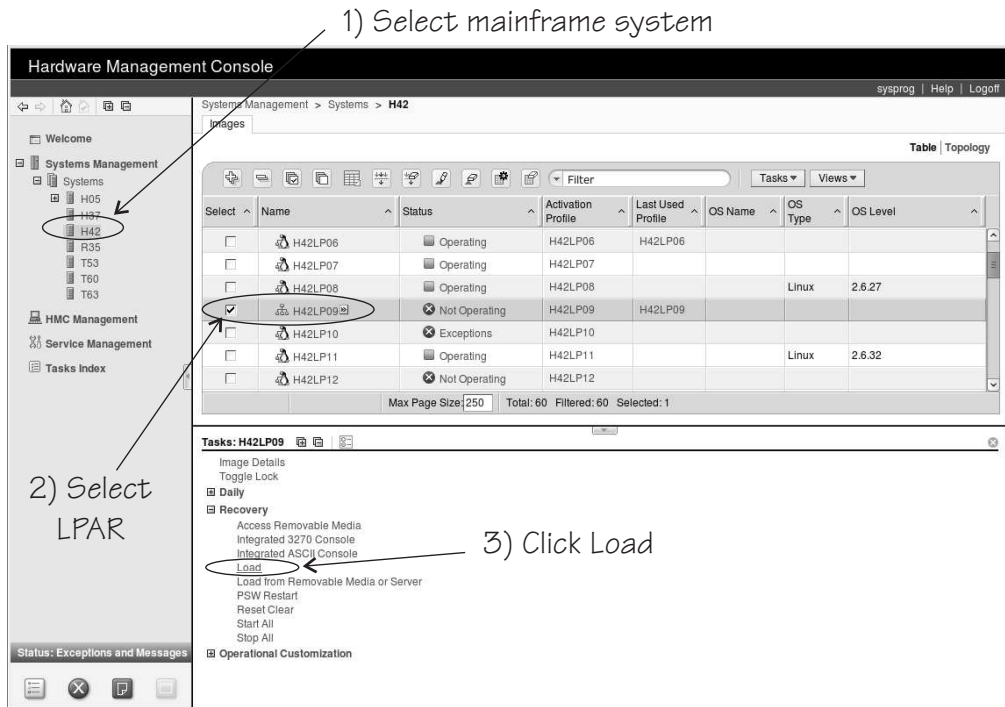 1) Select mainframe system
Hardware Management Console
sysprog | Help | Logoff
Systems Management > Systems > H42
Images
Welcome
Systems Management
Systems
H05
H37
H42
R35
T53
T60
T63
HMC Management
Service Management
Tasks Index
Table | Topology
Filter Tasks Views
Select Name Status Activation Profile Last Used Profile OS Name OS Type OS Level
H42LP06 Operating H42LP06 H42LP06
H42LP07 Operating H42LP07
H42LP08 Operating H42LP08 Linux 2.6.27
H42LP09 Not Operating H42LP09 H42LP09
H42LP10 Exceptions H42LP10
H42LP11 Operating H42LP11 Linux 2.6.32
H42LP12 Not Operating H42LP12
Max Page Size: 250 Total: 60 Filtered: 60 Selected: 1
2) Select
LPAR
Tasks: H42LP09
Image Details
Toggle Lock
Daily
Recovery
Access Removable Media
Integrated 3270 Console
Integrated ASCII Console
Load
Load from Removable Media or Server
PSW Restart
Reset Clear
Start All
Stop All
Operational Customization
3) Click Load
Status: Exceptions and Messages